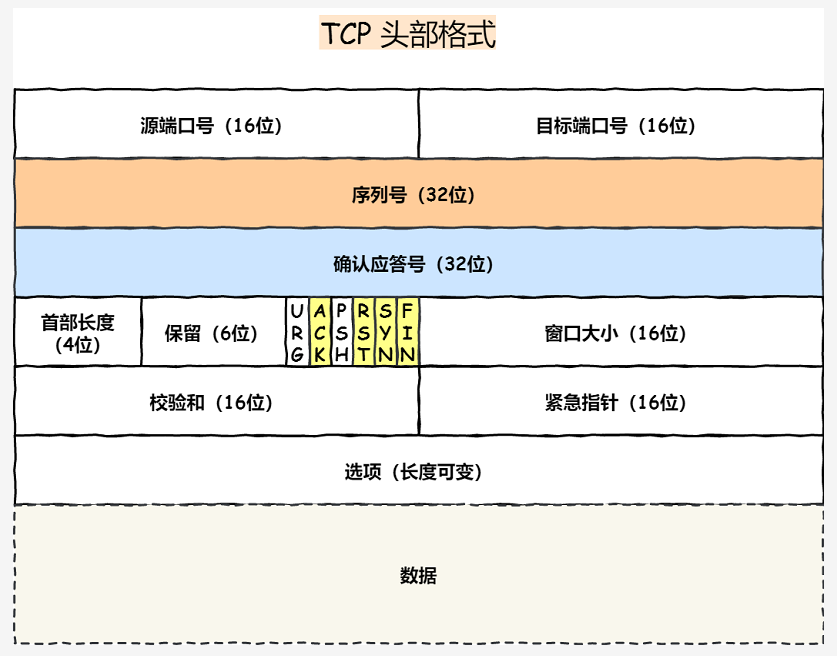 TCP 头部格式
源端口号（16位）
目标端口号（16位）
序列号（32位）
确认应答号（32位）
首部长度
（4位）
保留（6位）
URG
ACK
PSH
RST
SYN
FIN
窗口大小（16位）
校验和（16位）
紧急指针（16位）
选项（长度可变）
数据